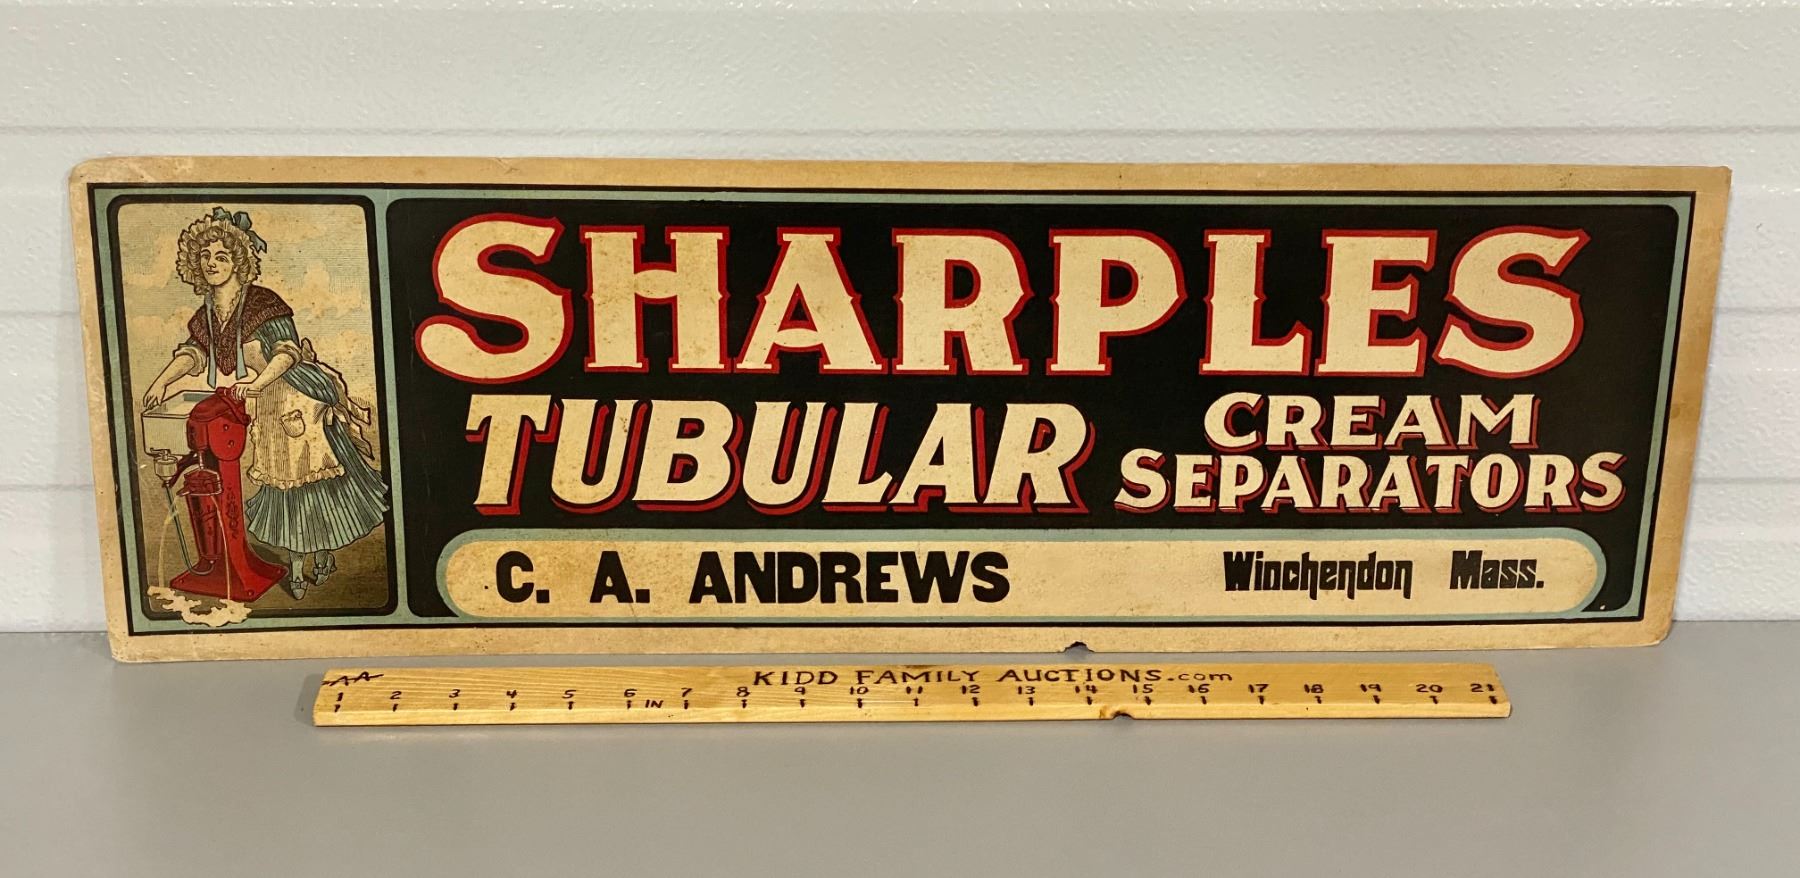 SHARPLES
TUBULAR CREAM SEPARATORS
C. A. ANDREWS Winchendon Mass.
KIDD FAMILY AUCTIONS.com
1 2 3 4 5 6 IN 7 8 9 10 11 12 13 14 15 16 17 18 19 20 21